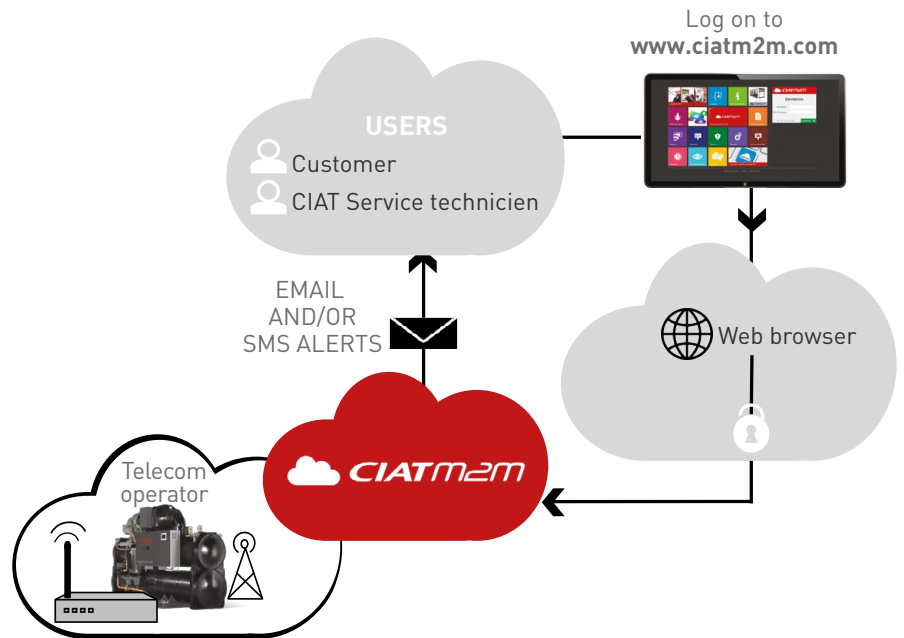 Log on to
www.ciatm2m.com
USERS
Customer
CIAT Service technicien
EMAIL
AND/OR
SMS ALERTS
Web browser
CIATM2M
Telecom
operator